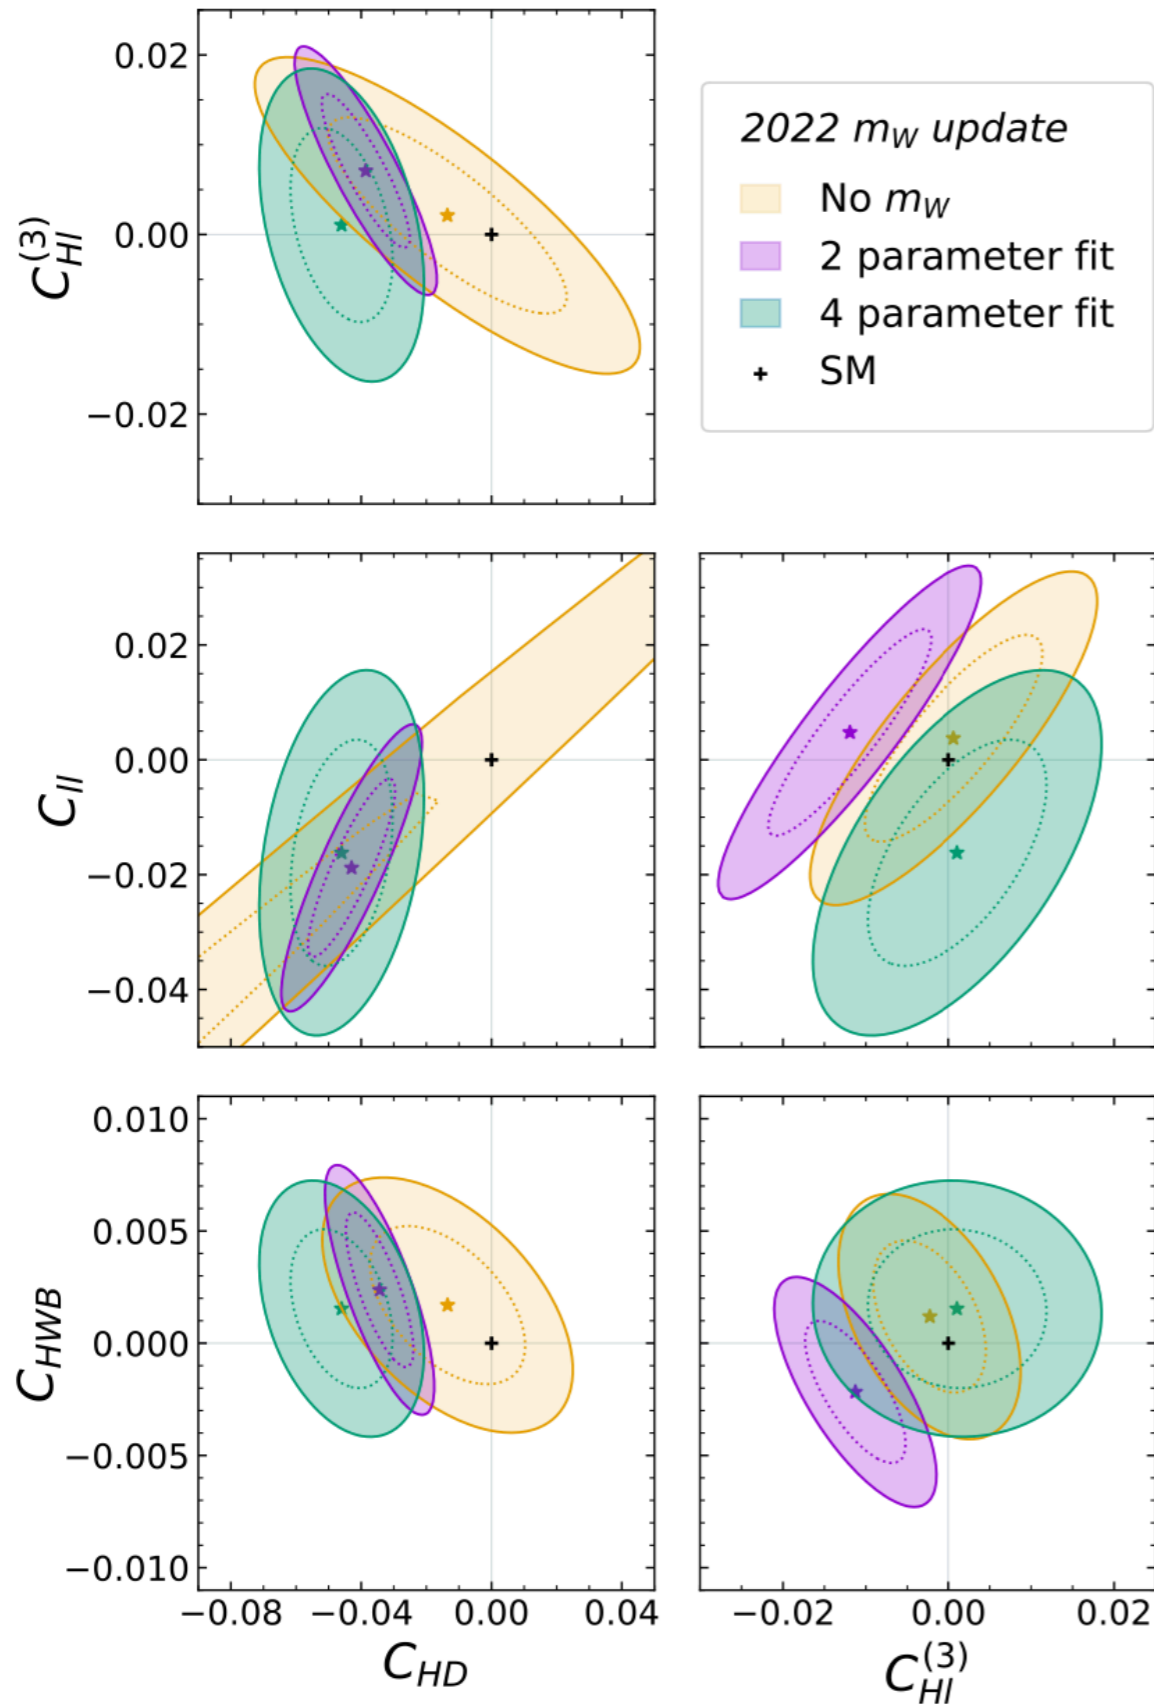 0.02
0.00
−0.02
C_{Hl}^{(3)}
2022 m_W update
No m_W
2 parameter fit
4 parameter fit
SM
0.02
0.00
−0.02
−0.04
C_{ll}
0.010
0.005
0.000
−0.005
−0.010
C_{HWB}
−0.08 −0.04 0.00 0.04
C_{HD}
−0.02 0.00 0.02
C_{Hl}^{(3)}